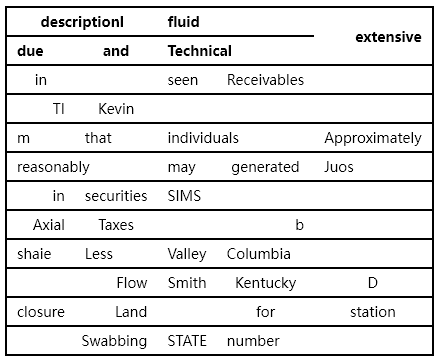 descriptionl fluid extensive
due and Technical
in seen Receivables
TI Kevin
m that individuals Approximately
reasonably may generated Juos
in securities SIMS
Axial Taxes b
shaie Less Valley Columbia
Flow Smith Kentucky D
closure Land for station
Swabbing STATE number